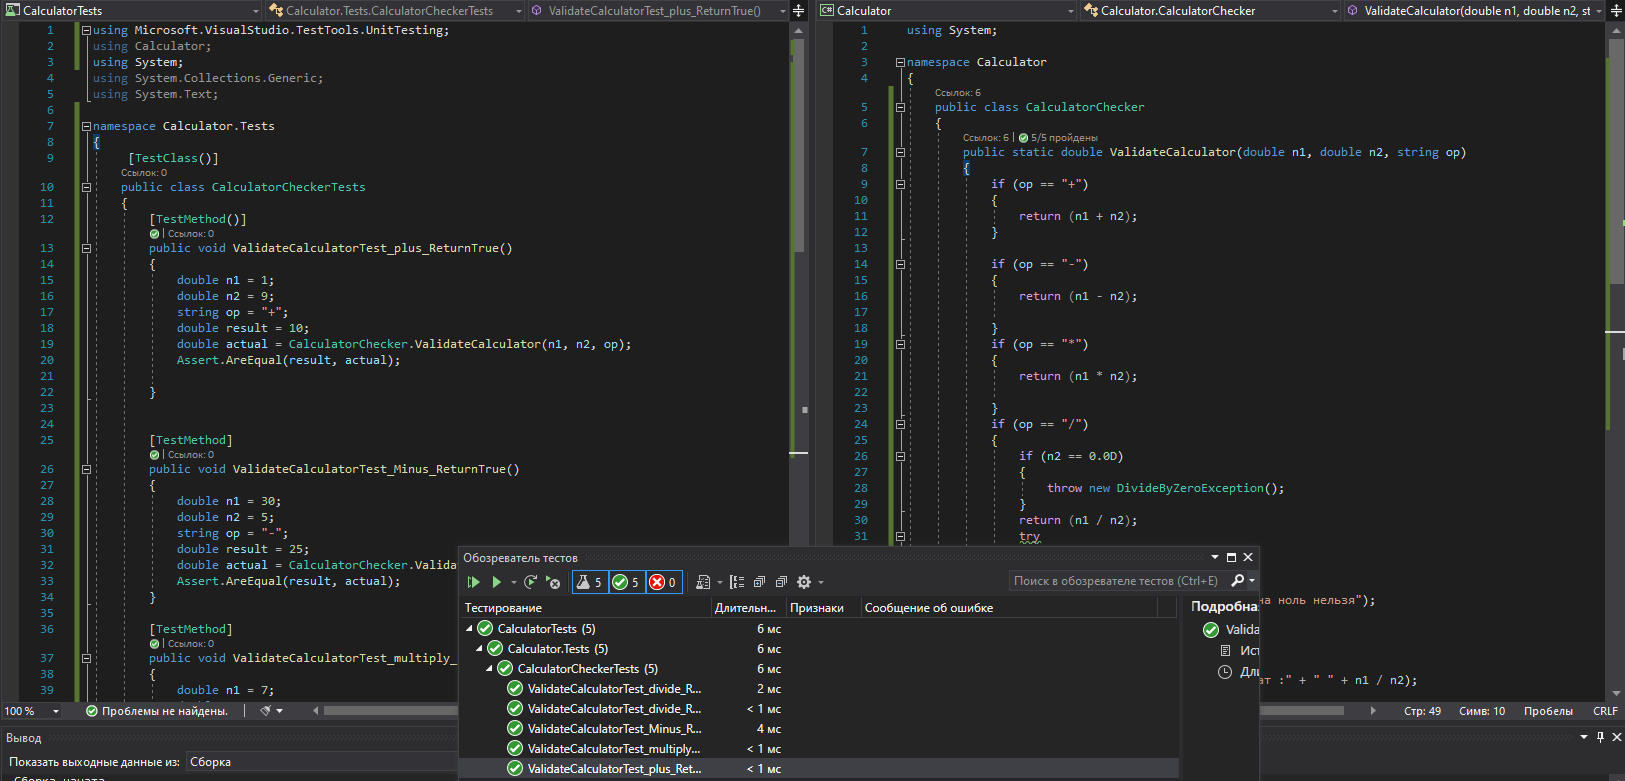 CalculatorTests
Calculator.Tests.CalculatorCheckerTests
ValidateCalculatorTest_plus_ReturnTrue()
1 using Microsoft.VisualStudio.TestTools.UnitTesting;
2 using Calculator;
3 using System;
4 using System.Collections.Generic;
5 using System.Text;
6
7 namespace Calculator.Tests
8 {
9 [TestClass()]
Ссылок: 0
10 public class CalculatorCheckerTests
11 {
12 [TestMethod()]
| Ссылок: 0
13 public void ValidateCalculatorTest_plus_ReturnTrue()
14 {
15 double n1 = 1;
16 double n2 = 9;
17 string op = "+";
18 double result = 10;
19 double actual = CalculatorChecker.ValidateCalculator(n1, n2, op);
20 Assert.AreEqual(result, actual);
21
22 }
23
24
25 [TestMethod]
| Ссылок: 0
26 public void ValidateCalculatorTest_Minus_ReturnTrue()
27 {
28 double n1 = 30;
29 double n2 = 5;
30 string op = "-";
31 double result = 25;
32 double actual = CalculatorChecker.Valida
33 Assert.AreEqual(result, actual);
34 }
35
36 [TestMethod]
| Ссылок: 0
37 public void ValidateCalculatorTest_multiply_
38 {
39 double n1 = 7;
100 %
Проблемы не найдены.
Вывод
Показать выходные данные из: Сборка
Сборка начата
C# Calculator
Calculator.CalculatorChecker
ValidateCalculator(double n1, double n2, st
1 using System;
2
3 namespace Calculator
4 {
Ссылок: 6
5 public class CalculatorChecker
6 {
Ссылок: 6 | 5/5 пройдены
7 public static double ValidateCalculator(double n1, double n2, string op)
8 {
9 if (op == "+")
10 {
11 return (n1 + n2);
12 }
13
14 if (op == "-")
15 {
16 return (n1 - n2);
17
18 }
19 if (op == "*")
20 {
21 return (n1 * n2);
22
23 }
24 if (op == "/")
25 {
26 if (n2 == 0.0D)
27 {
28 throw new DivideByZeroException();
29 }
30 return (n1 / n2);
31 try
на ноль нельзя");
ат :" + " " + n1 / n2);
Стр: 49 Симв: 10 Пробелы CRLF
Обозреватель тестов
5 5 0
Поиск в обозревателе тестов (Ctrl+E)
Тестирование Длительн... Признаки Сообщение об ошибке
CalculatorTests (5) 6 мс
Calculator.Tests (5) 6 мс
CalculatorCheckerTests (5) 6 мс
ValidateCalculatorTest_divide_R... 2 мс
ValidateCalculatorTest_divide_R... < 1 мс
ValidateCalculatorTest_Minus_R... 4 мс
ValidateCalculatorTest_multiply... < 1 мс
ValidateCalculatorTest_plus_Ret... < 1 мс
Подробна
Valida
Ист
Дли